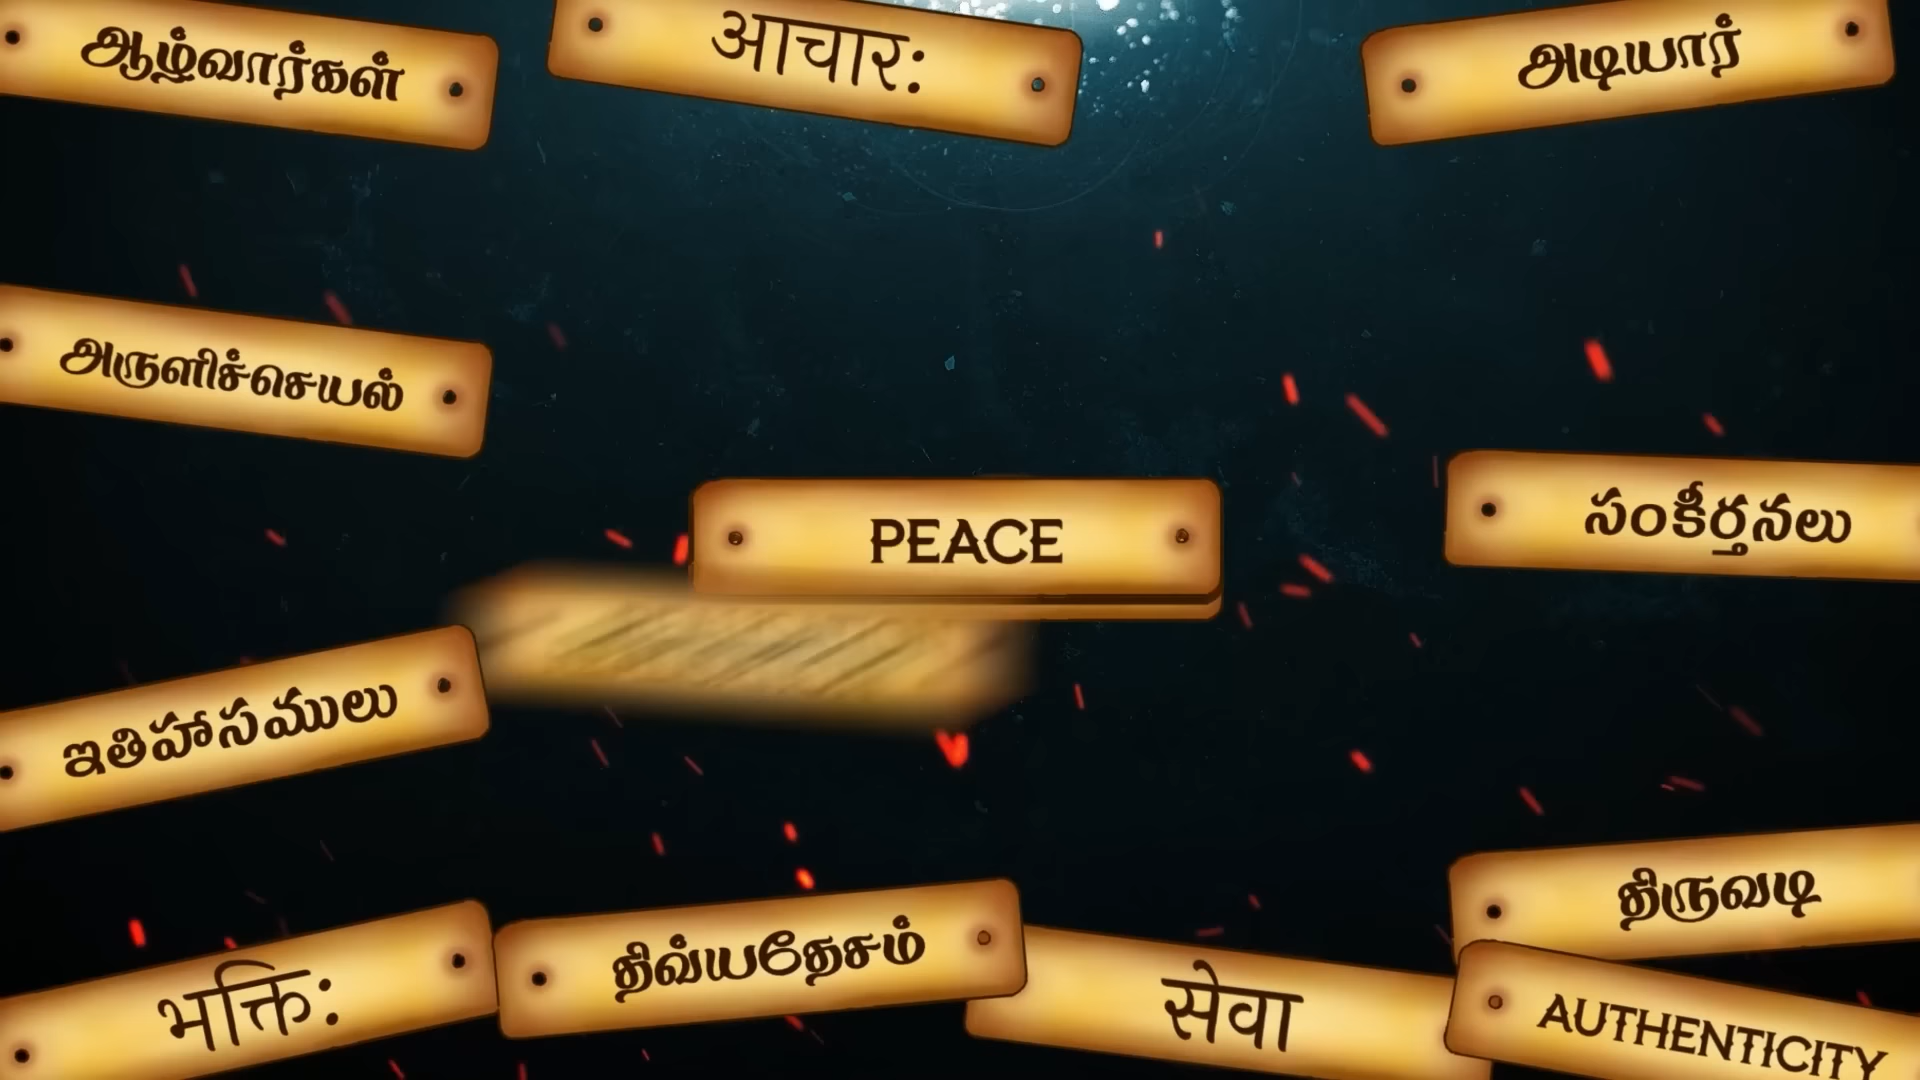 ஆழ்வார்கள்
आचार:
அடியார்
அருளிச்செயல்
సంకీర్తనలు
PEACE
ఇతిహాసములు
திருவடி
திவ்யதேசம்
भक्ति:
सेवा
AUTHENTICITY